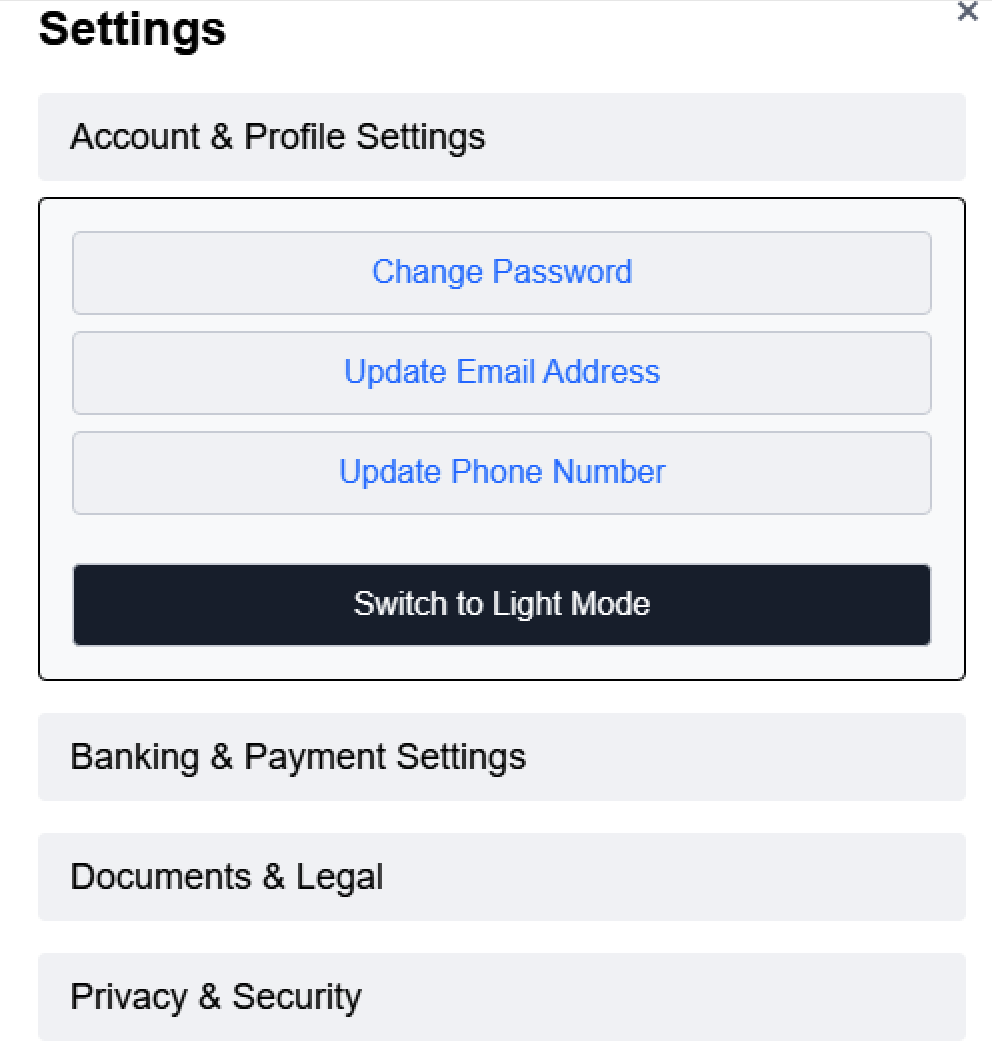 Settings
Account & Profile Settings
Change Password
Update Email Address
Update Phone Number
Switch to Light Mode
Banking & Payment Settings
Documents & Legal
Privacy & Security